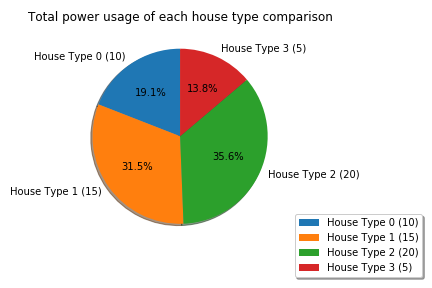 Total power usage of each house type comparison
House Type 3 (5)
House Type 0 (10)
13.8%
19.1%
35.6%
31.5%
House Type 2 (20)
House Type 1 (15)
House Type 0 (10)
House Type 1 (15)
House Type 2 (20)
House Type 3 (5)